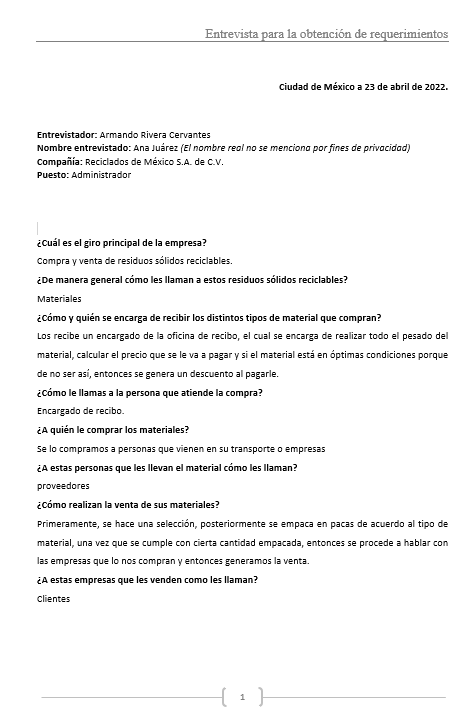 Entrevista para la obtención de requerimientos
Ciudad de México a 23 de abril de 2022.
Entrevistador: Armando Rivera Cervantes
Nombre entrevistado: Ana Juárez (El nombre real no se menciona por fines de privacidad)
Compañía: Reciclados de México S.A. de C.V.
Puesto: Administrador
¿Cuál es el giro principal de la empresa?
Compra y venta de residuos sólidos reciclables.
¿De manera general cómo les llaman a estos residuos sólidos reciclables?
Materiales
¿Cómo y quién se encarga de recibir los distintos tipos de material que compran?
Los recibe un encargado de la oficina de recibo, el cual se encarga de realizar todo el pesado del
material, calcular el precio que se le va a pagar y si el material está en óptimas condiciones porque
de no ser así, entonces se genera un descuento al pagarle.
¿Cómo le llamas a la persona que atiende la compra?
Encargado de recibo.
¿A quién le comprar los materiales?
Se lo compramos a personas que vienen en su transporte o empresas
¿A estas personas que les llevan el material cómo les llaman?
proveedores
¿Cómo realizan la venta de sus materiales?
Primeramente, se hace una selección, posteriormente se empaca en pacas de acuerdo al tipo de
material, una vez que se cumple con cierta cantidad empacada, entonces se procede a hablar con
las empresas que lo nos compran y entonces generamos la venta.
¿A estas empresas que les venden como les llaman?
Clientes
1